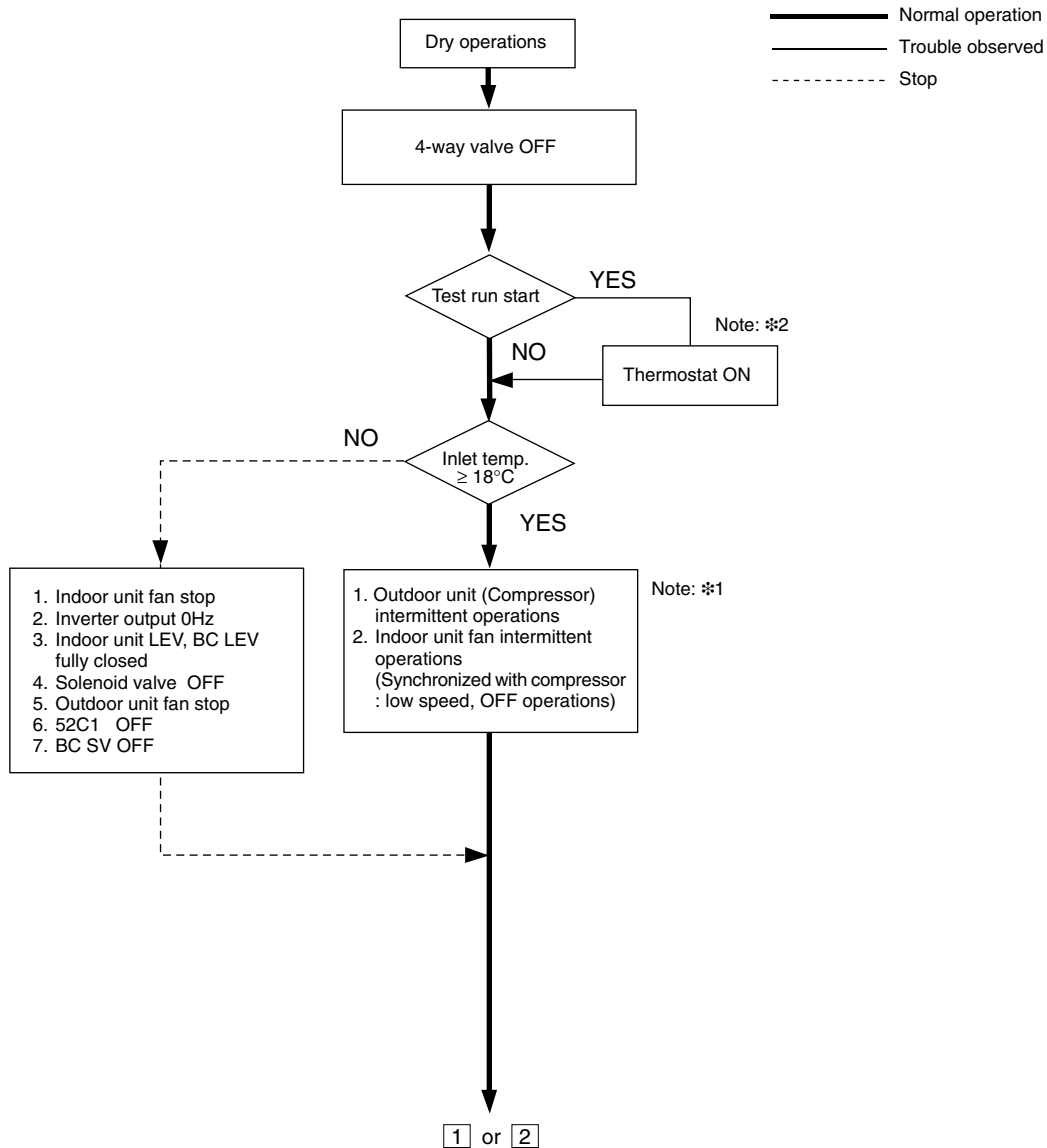 Normal operation
Trouble observed
Stop
Dry operations
4-way valve OFF
Test run start
YES
NO
Note: ✻2
Thermostat ON
Inlet temp.
≥ 18°C
NO
YES
1. Indoor unit fan stop
2. Inverter output 0Hz
3. Indoor unit LEV, BC LEV
fully closed
4. Solenoid valve OFF
5. Outdoor unit fan stop
6. 52C1 OFF
7. BC SV OFF
1. Outdoor unit (Compressor)
intermittent operations
2. Indoor unit fan intermittent
operations
(Synchronized with compressor
: low speed, OFF operations)
Note: ✻1
1 or 2